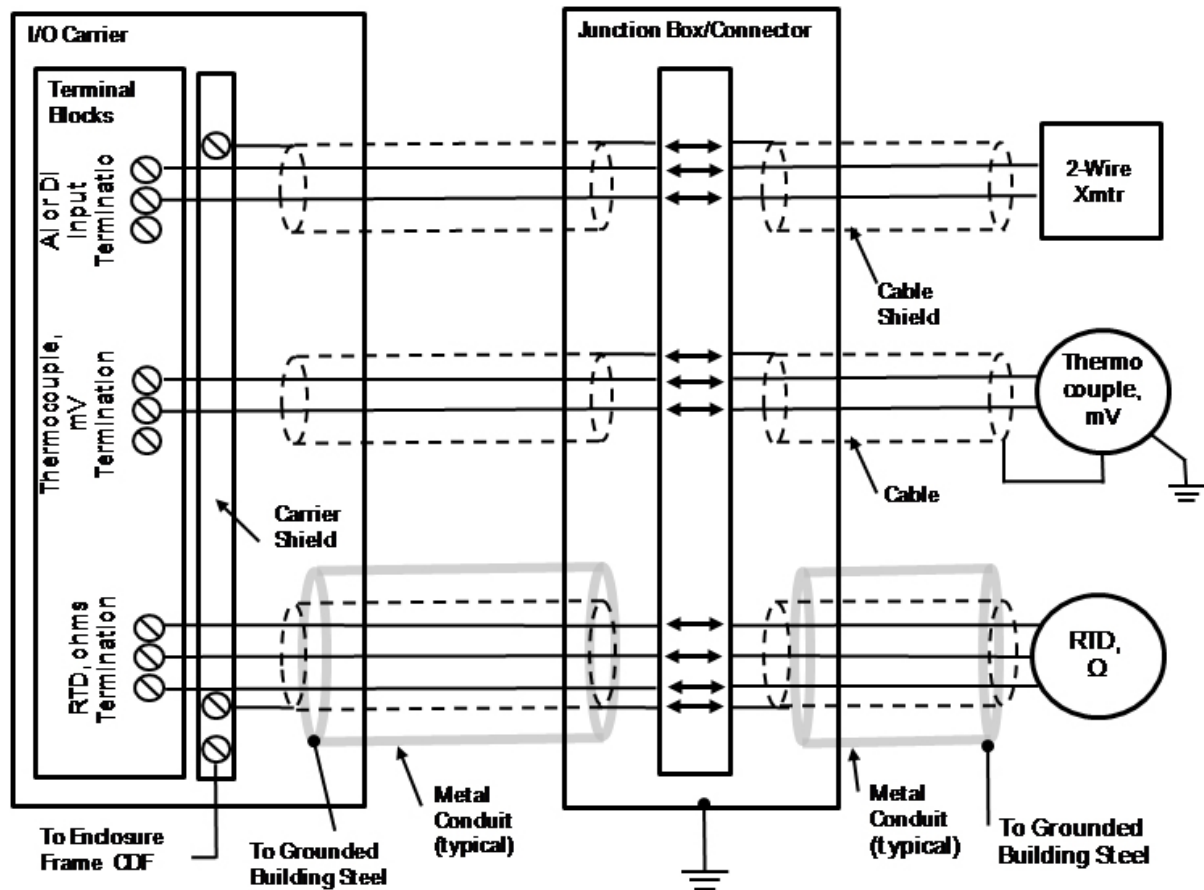 I/O Carrier
Junction Box/Connector
Terminal
Blocks
AI or DI
Input
Terminatio
2-Wire
Xmtr
Cable
Shield
Thermocouple,
mV
Termination
Thermo
couple,
mV
Cable
Carrier
Shield
RTD, ohms
Termination
RTD,
Ω
Metal
Conduit
(typical)
Metal
Conduit
(typical)
To Enclosure
Frame CDF
To Grounded
Building Steel
To Grounded
Building Steel